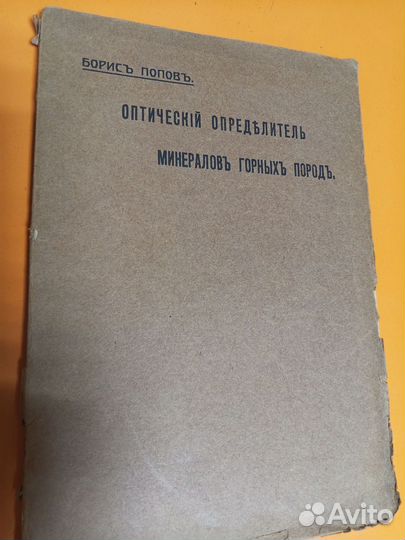 БОРИСЪ ПОПОВЪ.
ОПТИЧЕСКІЙ ОПРЕДѢЛИТЕЛЬ
МИНЕРАЛОВЪ ГОРНЫХЪ ПОРОДЪ.
Avito